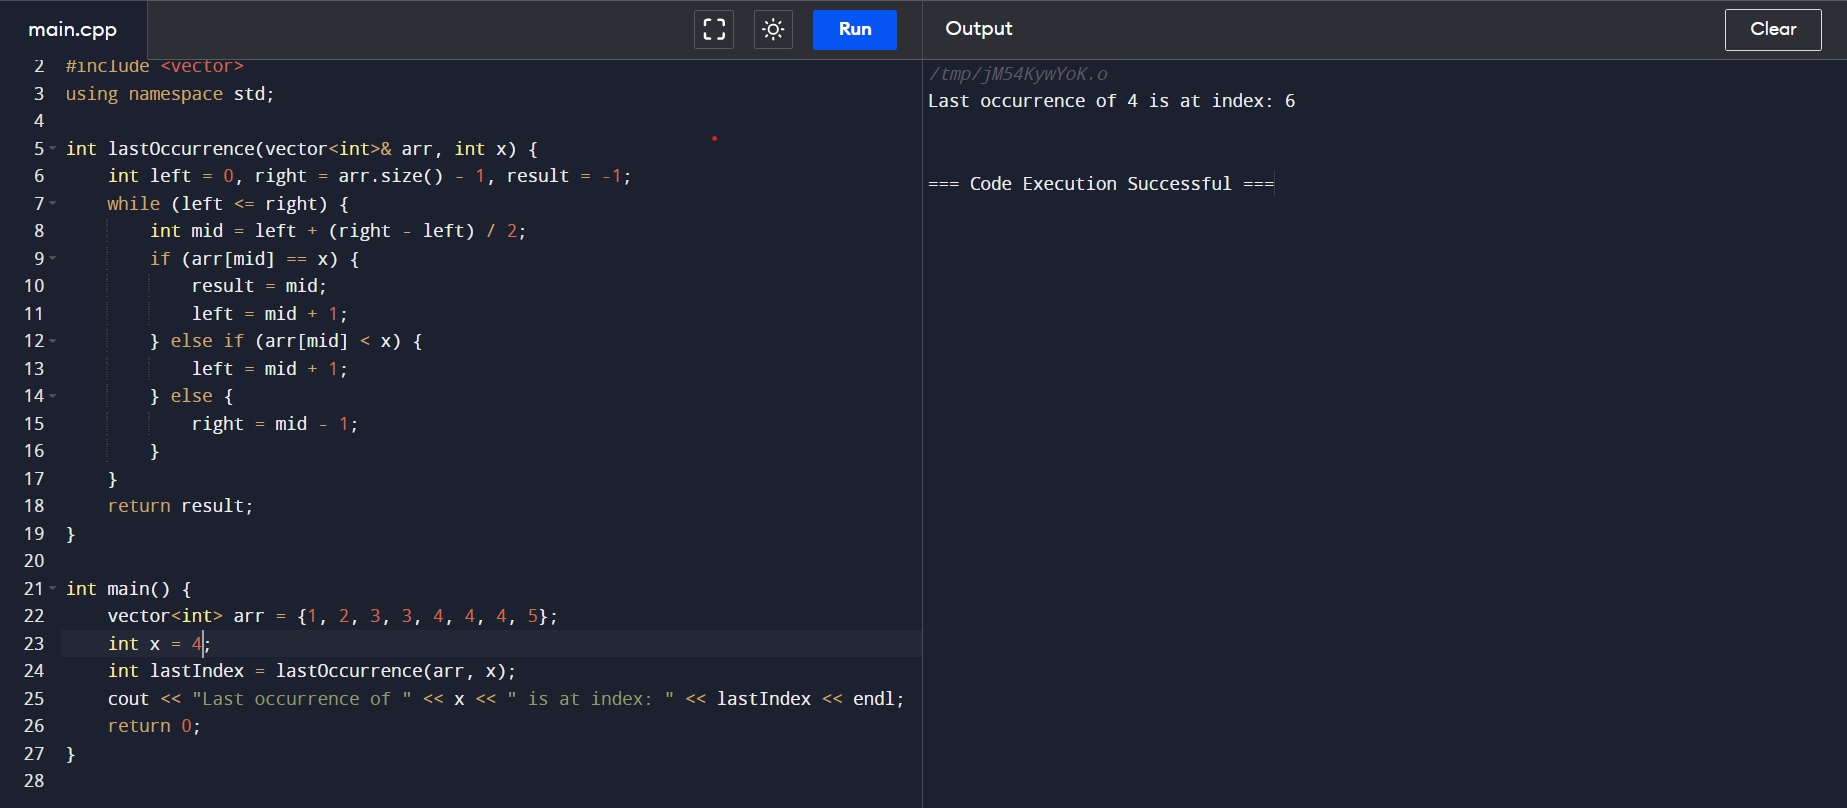 main.cpp
Run
Output
Clear
2 #include <vector>
3 using namespace std;
4
5 int lastOccurrence(vector<int>& arr, int x) {
6     int left = 0, right = arr.size() - 1, result = -1;
7     while (left <= right) {
8         int mid = left + (right - left) / 2;
9         if (arr[mid] == x) {
10             result = mid;
11             left = mid + 1;
12         } else if (arr[mid] < x) {
13             left = mid + 1;
14         } else {
15             right = mid - 1;
16         }
17     }
18     return result;
19 }
20
21 int main() {
22     vector<int> arr = {1, 2, 3, 3, 4, 4, 4, 5};
23     int x = 4;
24     int lastIndex = lastOccurrence(arr, x);
25     cout << "Last occurrence of " << x << " is at index: " << lastIndex << endl;
26     return 0;
27 }
28
/tmp/jM54KywYoK.o
Last occurrence of 4 is at index: 6
=== Code Execution Successful ===